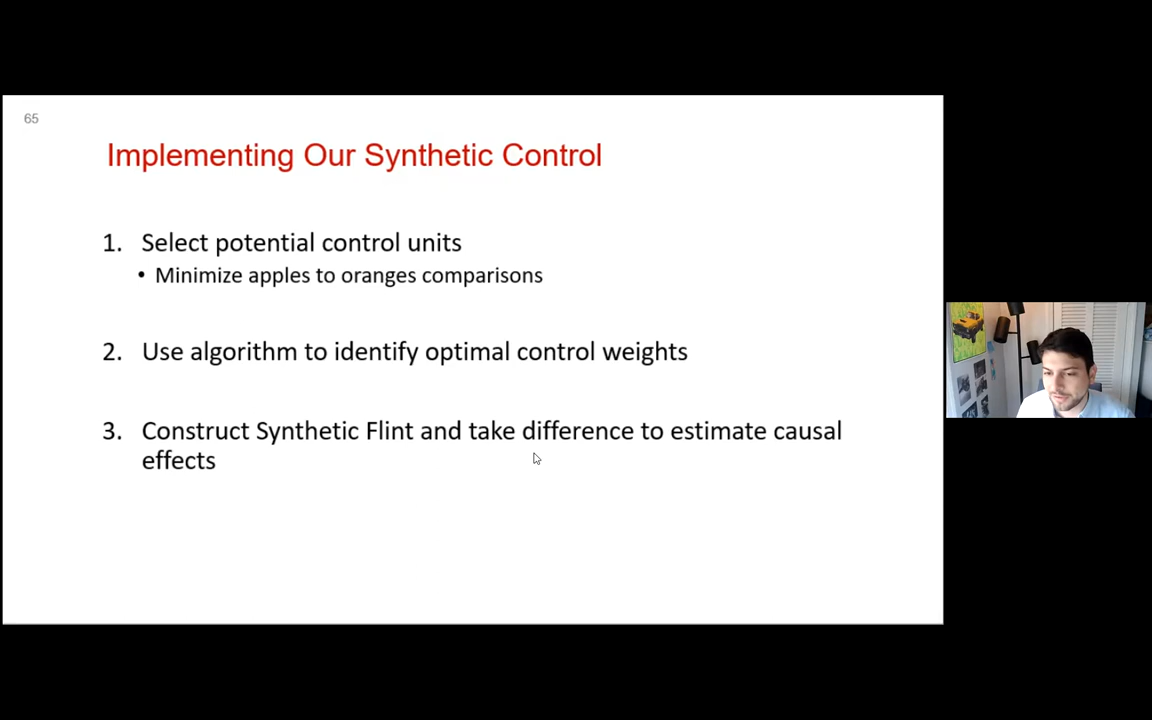 65
Implementing Our Synthetic Control
1. Select potential control units
• Minimize apples to oranges comparisons
2. Use algorithm to identify optimal control weights
3. Construct Synthetic Flint and take difference to estimate causal
effects